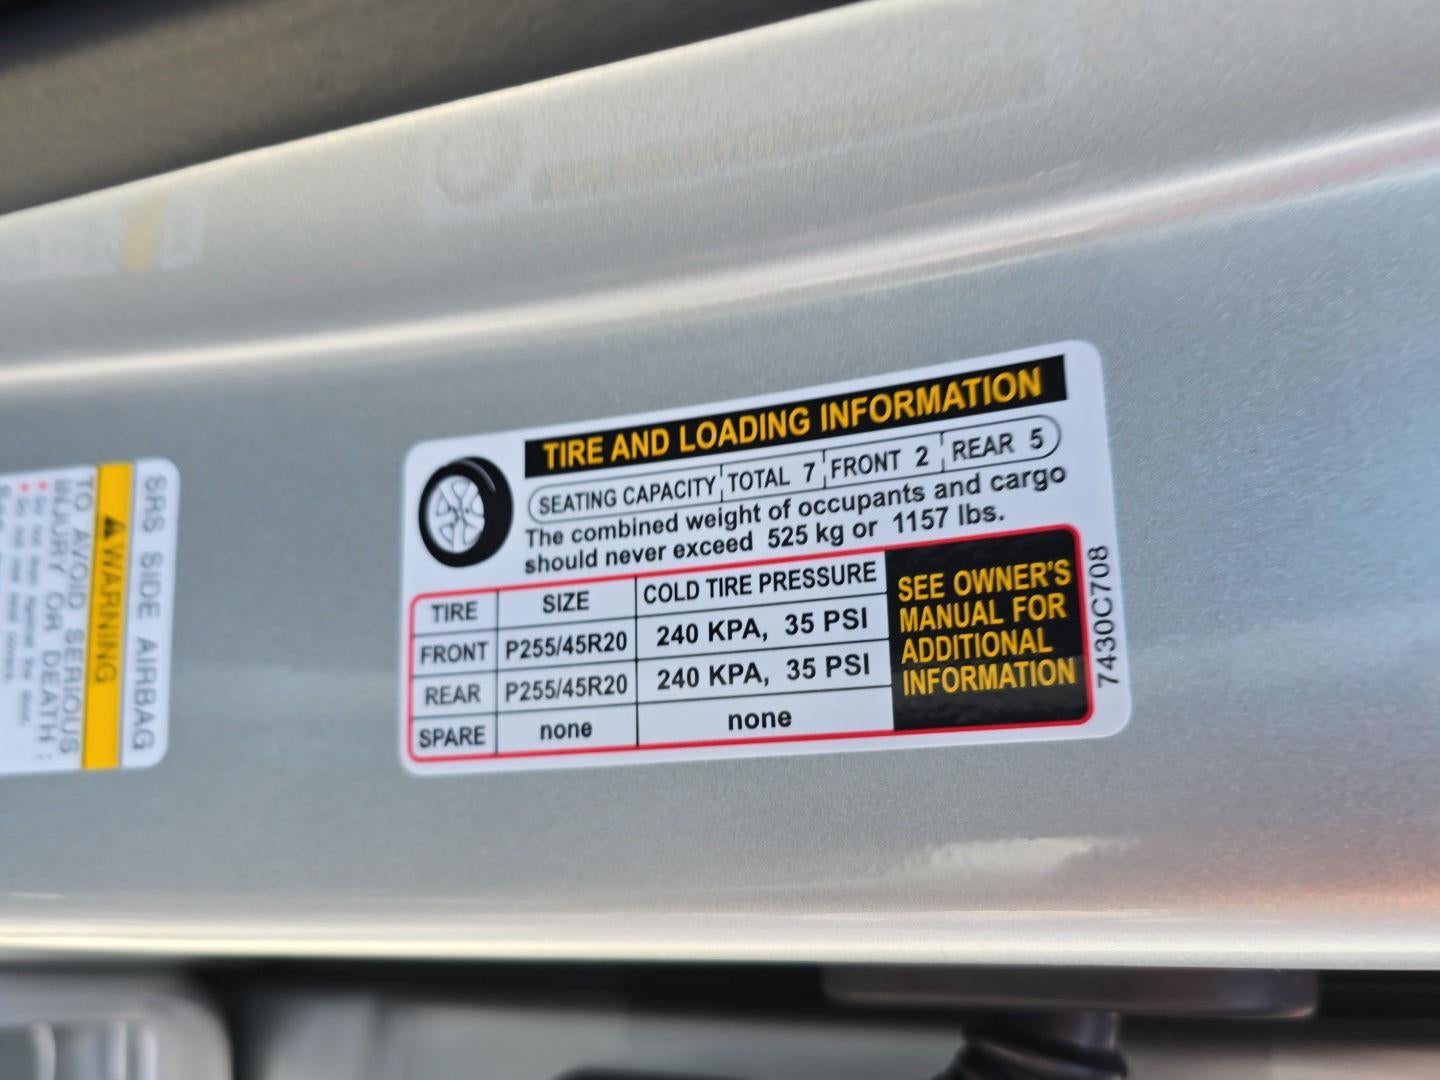 TIRE AND LOADING INFORMATION
SEATING CAPACITY TOTAL 7 FRONT 2 REAR 5
The combined weight of occupants and cargo
should never exceed 525 kg or 1157 lbs.
TIRE SIZE COLD TIRE PRESSURE
FRONT P255/45R20 240 KPA, 35 PSI
REAR P255/45R20 240 KPA, 35 PSI
SPARE none none
SEE OWNER'S
MANUAL FOR
ADDITIONAL
INFORMATION
7430C708
SRS SIDE AIRBAG
WARNING
TO AVOID SERIOUS
INJURY OR DEATH: